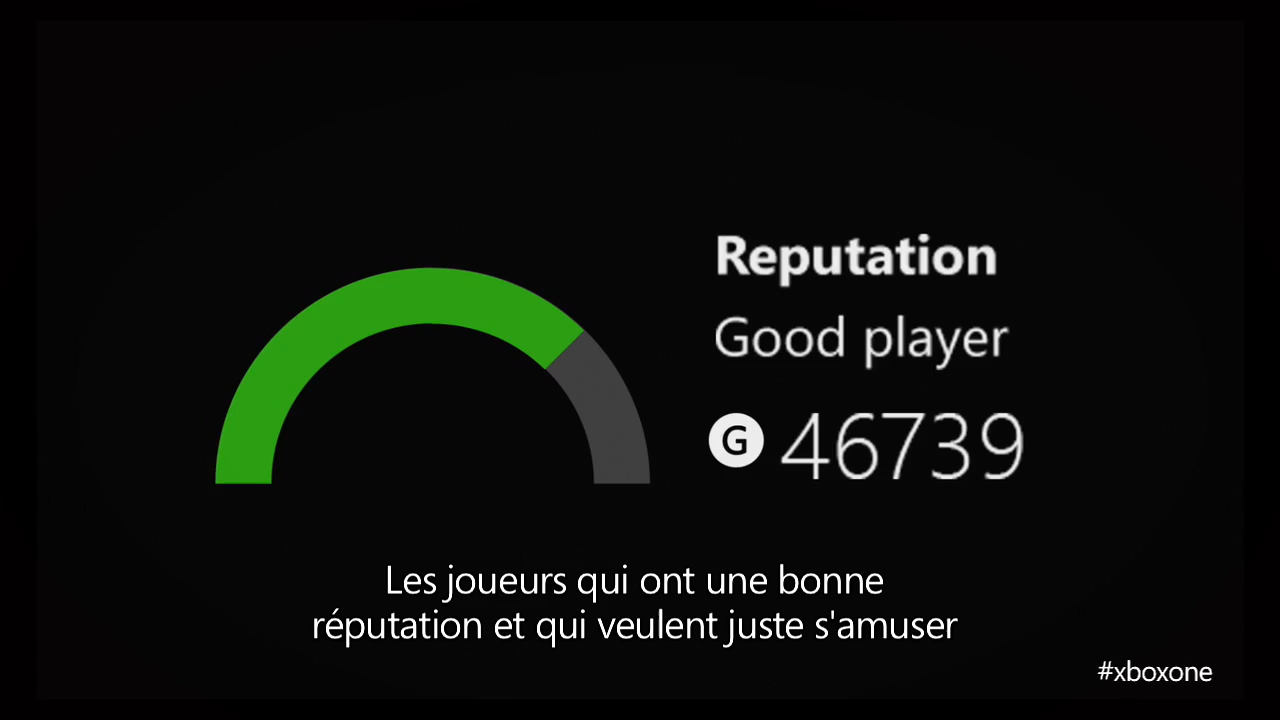 Reputation
Good player
G 46739
Les joueurs qui ont une bonne
réputation et qui veulent juste s'amuser
#xboxone